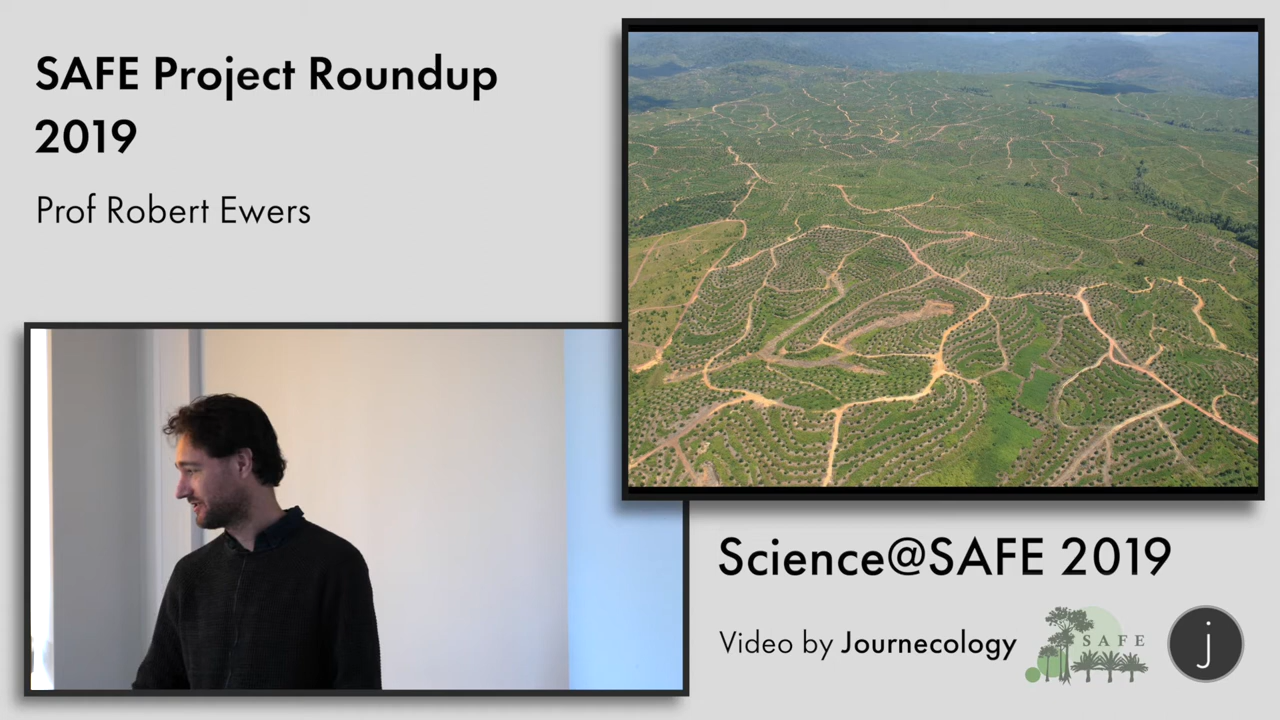 SAFE Project Roundup
2019
Prof Robert Ewers
Science@SAFE 2019
Video by Journecology
SAFE
j